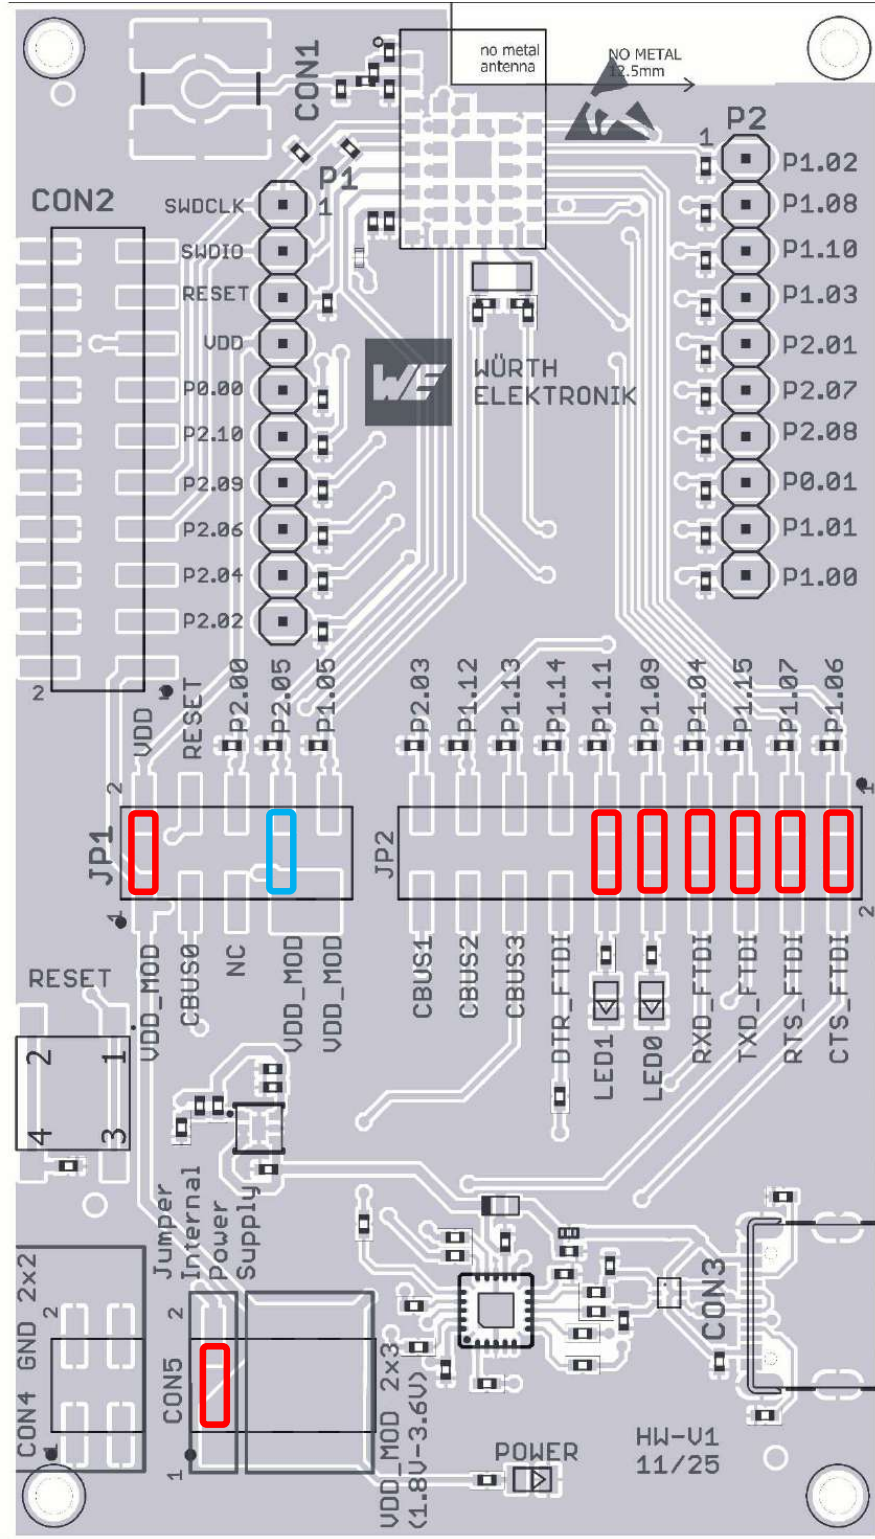 no metal
antenna
NO METAL
12.5mm
CON1
P2
1
P1
1
CON2
SWDCLK
SWDIO
RESET
VDD
P0.00
P2.10
P2.09
P2.06
P2.04
P2.02
P1.02
P1.08
P1.10
P1.03
P2.01
P2.07
P2.08
P0.01
P1.01
P1.00
WE
WÜRTH
ELEKTRONIK
2
1
VDD
RESET
P2.00
P2.05
P1.05
P2.03
P1.12
P1.13
P1.14
P1.11
P1.09
P1.04
P1.15
P1.07
P1.06
2
1
JP1
JP2
1
2
VDD_MOD
CBUS0
NC
VDD_MOD
VDD_MOD
CBUS1
CBUS2
CBUS3
DTR_FTDI
LED1
LED0
RXD_FTDI
TXD_FTDI
RTS_FTDI
CTS_FTDI
RESET
2
1
4
3
Jumper
Internal
Power
Supply
CON4 GND 2x2
2
1
CON5
2
1
VDD_MOD 2x3
(1.8V-3.6V)
CON3
POWER
HW-V1
11/25